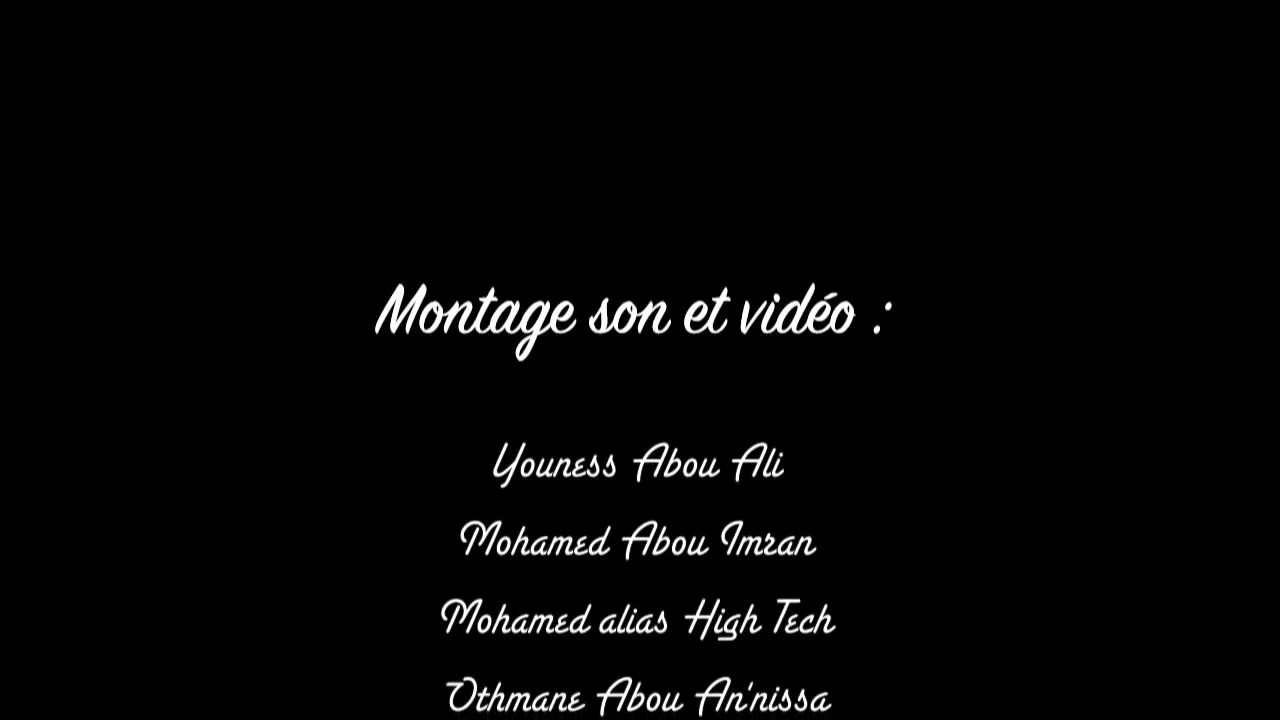 Montage son et vidéo :
Youness Abou Ali
Mohamed Abou Imran
Mohamed alias High Tech
Othmane Abou An'nissa